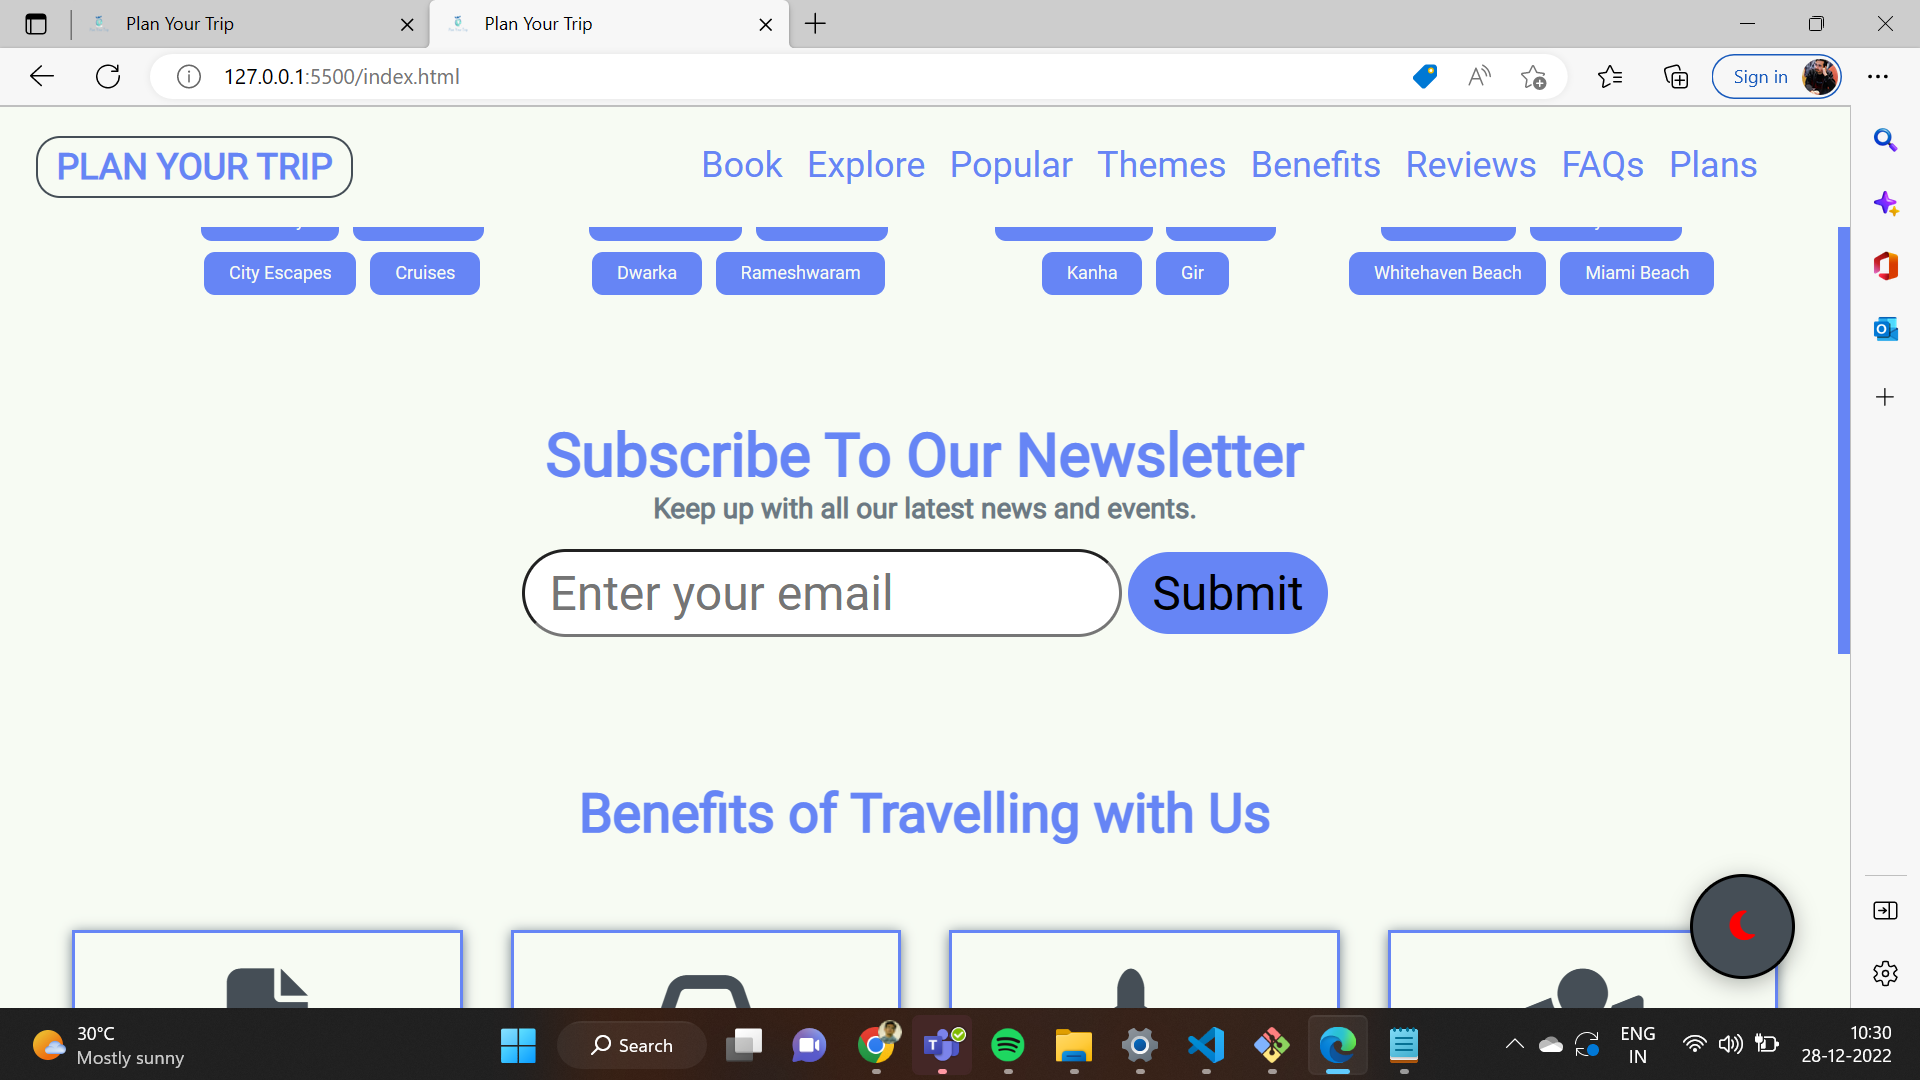 Plan Your Trip
Plan Your Trip
127.0.0.1:5500/index.html
Sign in
PLAN YOUR TRIP
Book Explore Popular Themes Benefits Reviews FAQs Plans
City Escapes Cruises Dwarka Rameshwaram Kanha Gir Whitehaven Beach Miami Beach
Subscribe To Our Newsletter
Keep up with all our latest news and events.
Enter your email Submit
Benefits of Travelling with Us
30°C
Mostly sunny
Search
ENG
IN
10:30
28-12-2022